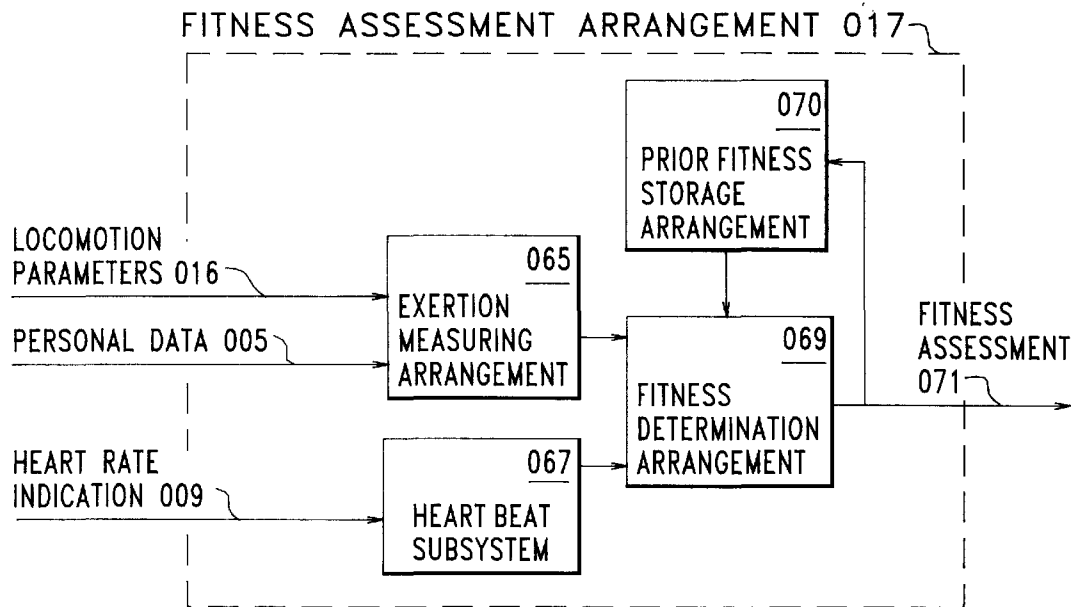 FITNESS ASSESSMENT ARRANGEMENT 017
070
PRIOR FITNESS
STORAGE
ARRANGEMENT
LOCOMOTION
PARAMETERS 016
PERSONAL DATA 005
065
EXERTION
MEASURING
ARRANGEMENT
069
FITNESS
DETERMINATION
ARRANGEMENT
FITNESS
ASSESSMENT
071
HEART RATE
INDICATION 009
067
HEART BEAT
SUBSYSTEM